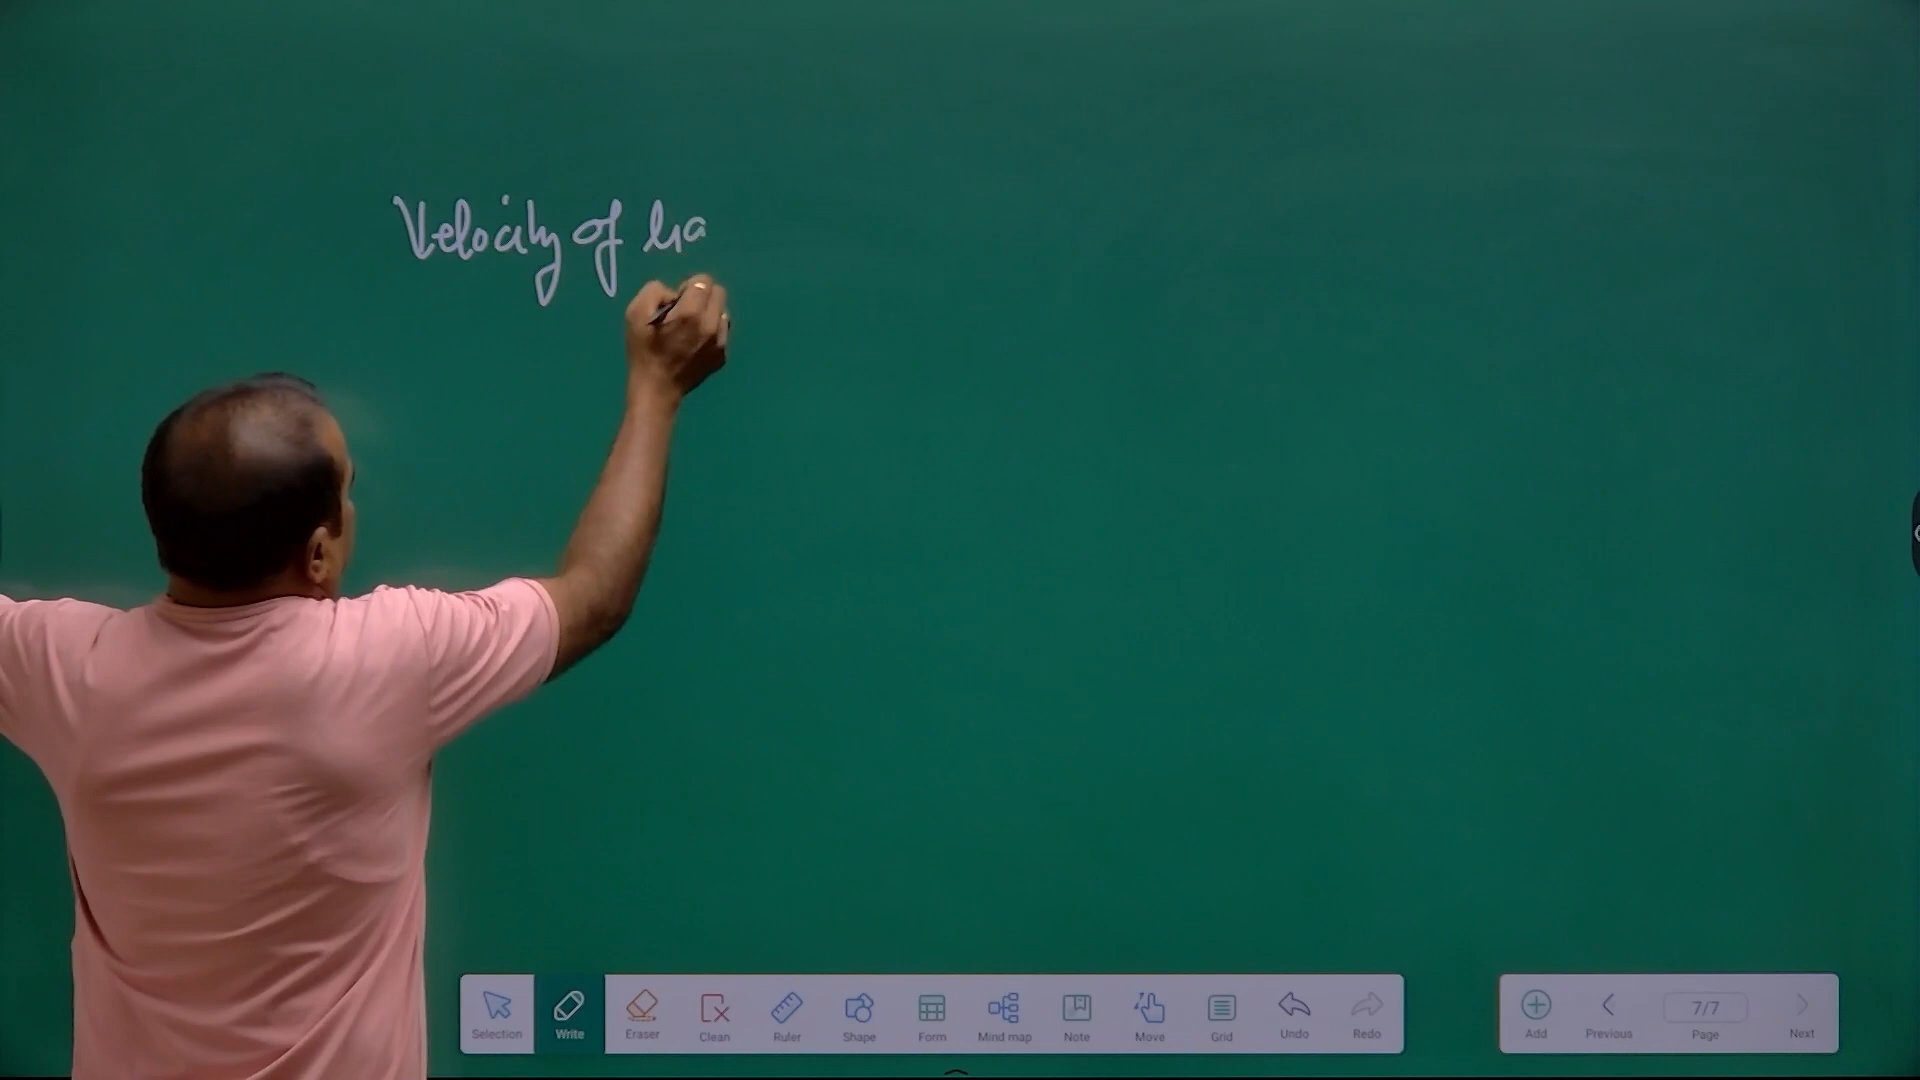 Velocity of
Selection Write Eraser Clean Ruler Shape Form Mind map Note Move Grid Undo Redo
7/7
Add Previous Page Next